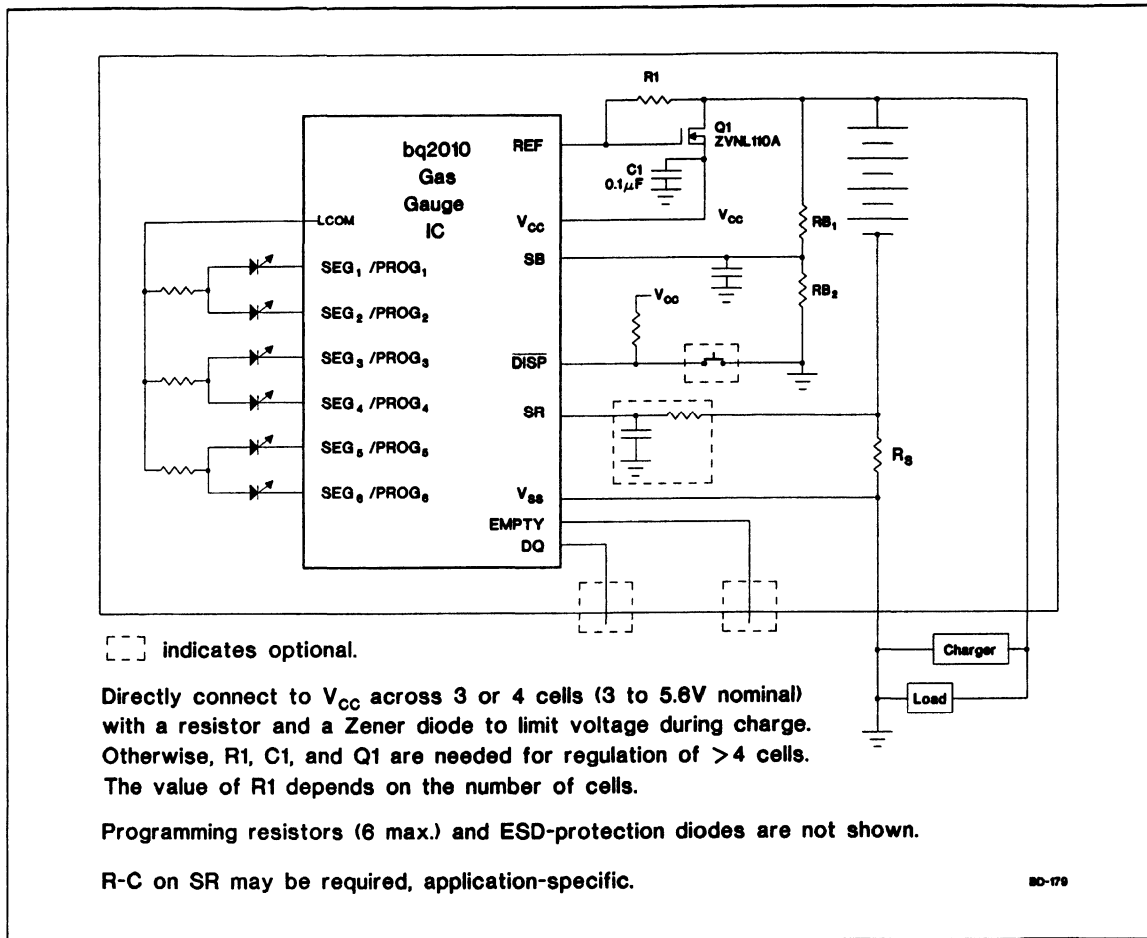 R1
Q1
ZVNL110A
C1
0.1µF
bq2010
Gas
Gauge
IC
REF
VCC
SB
DISP
SR
VSS
EMPTY
DQ
LCOM
SEG1 /PROG1
SEG2 /PROG2
SEG3 /PROG3
SEG4 /PROG4
SEG5 /PROG5
SEG6 /PROG6
VCC
RB1
VCC
RB2
RS
Charger
Load
indicates optional.
Directly connect to VCC across 3 or 4 cells (3 to 5.6V nominal)
with a resistor and a Zener diode to limit voltage during charge.
Otherwise, R1, C1, and Q1 are needed for regulation of >4 cells.
The value of R1 depends on the number of cells.
Programming resistors (6 max.) and ESD-protection diodes are not shown.
R-C on SR may be required, application-specific.
BD-179